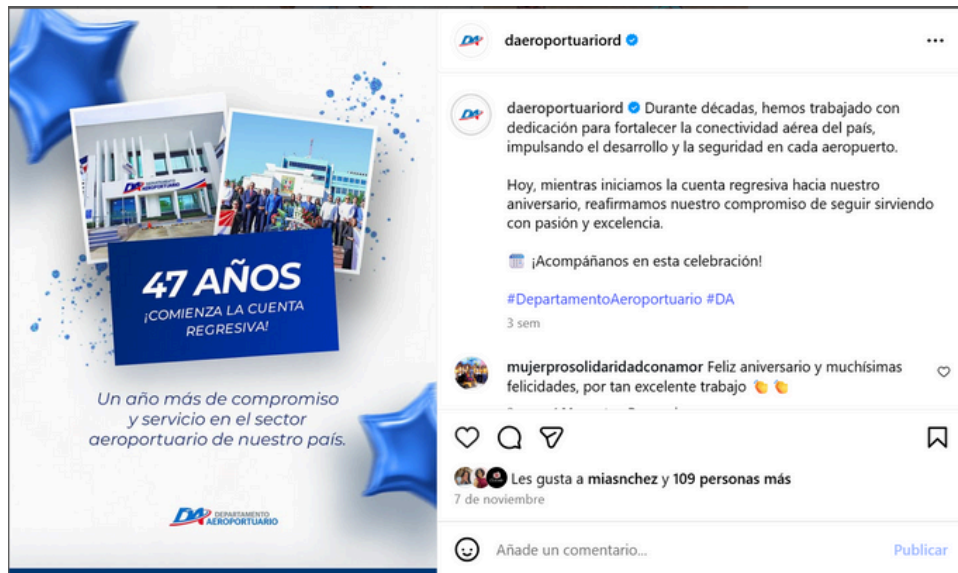 DA DEPARTAMENTO
AEROPORTUARIO
47 AÑOS
¡COMIENZA LA CUENTA
REGRESIVA!
Un año más de compromiso
y servicio en el sector
aeroportuario de nuestro país.
DA DEPARTAMENTO
AEROPORTUARIO
DA daeroportuariord
DA daeroportuariord Durante décadas, hemos trabajado con
dedicación para fortalecer la conectividad aérea del país,
impulsando el desarrollo y la seguridad en cada aeropuerto.
Hoy, mientras iniciamos la cuenta regresiva hacia nuestro
aniversario, reafirmamos nuestro compromiso de seguir sirviendo
con pasión y excelencia.
¡Acompáñanos en esta celebración!
#DepartamentoAeroportuario #DA
3 sem
mujerprosolidaridadconamor Feliz aniversario y muchísimas
felicidades, por tan excelente trabajo
Les gusta a miasnchez y 109 personas más
7 de noviembre
Añade un comentario...
Publicar